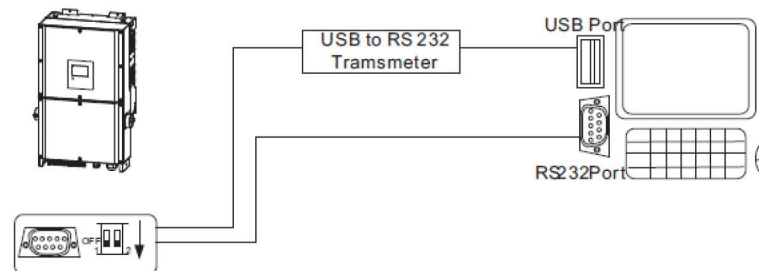 USB Port
USB to RS 232
Tramsmeter
RS232Port
OFF
1 2